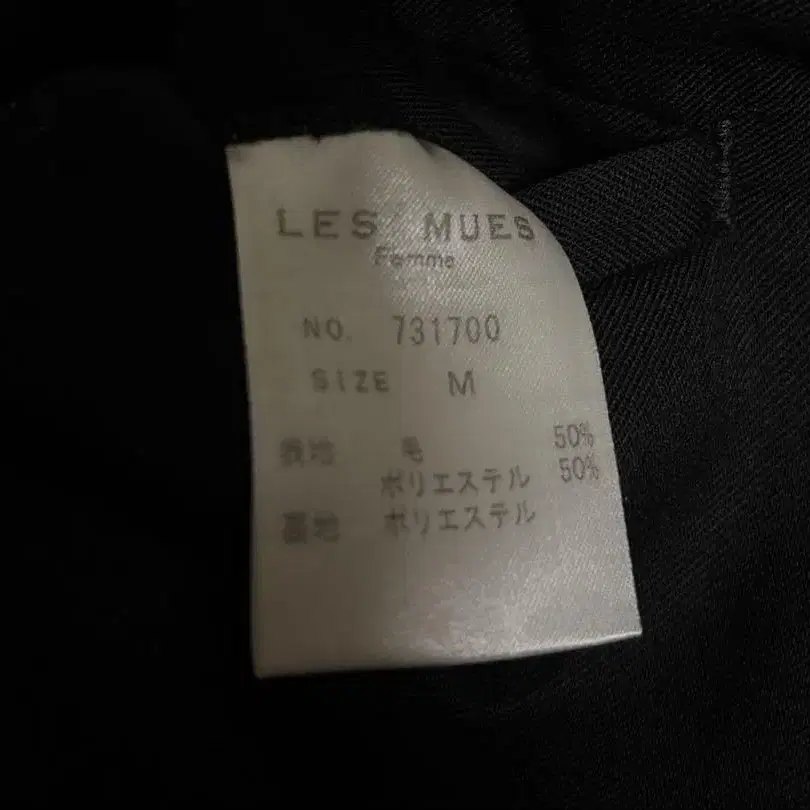 LES MUES
Femme
NO. 731700
SIZE M
表地 毛 50%
ポリエステル 50%
裏地 ポリエステル